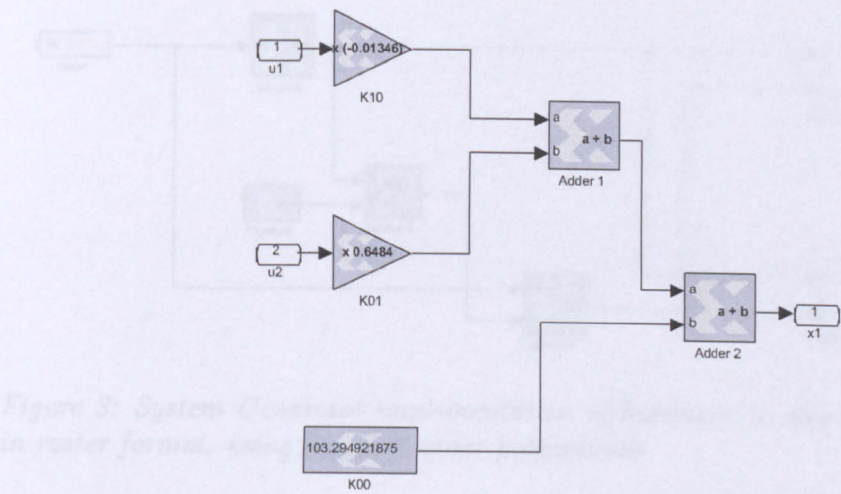 1
u1
x (-0.01346)
K10
a
b
a + b
Adder 1
2
u2
x 0.6484
K01
a
b
a + b
Adder 2
1
x1
103.294921875
K00
Figure 3: System Generator implementation of
in raster format, using